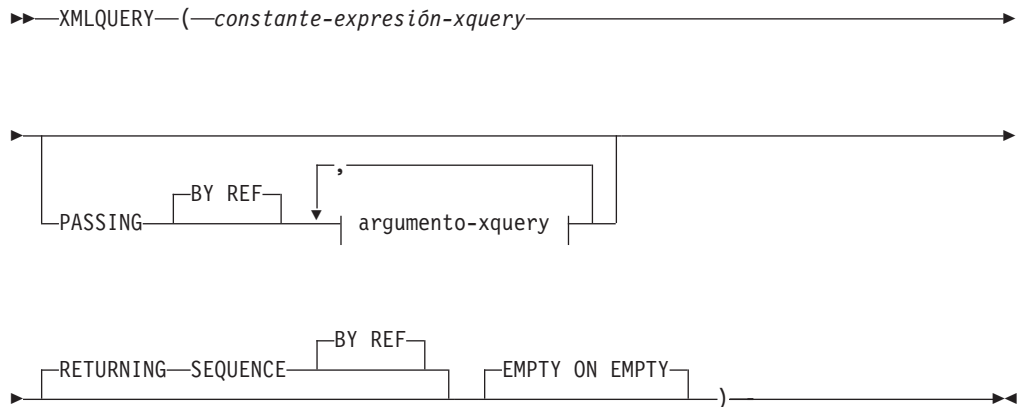 XMLQUERY ( constante-expresión-xquery
,
BY REF
PASSING argumento-xquery
BY REF
RETURNING SEQUENCE EMPTY ON EMPTY
)